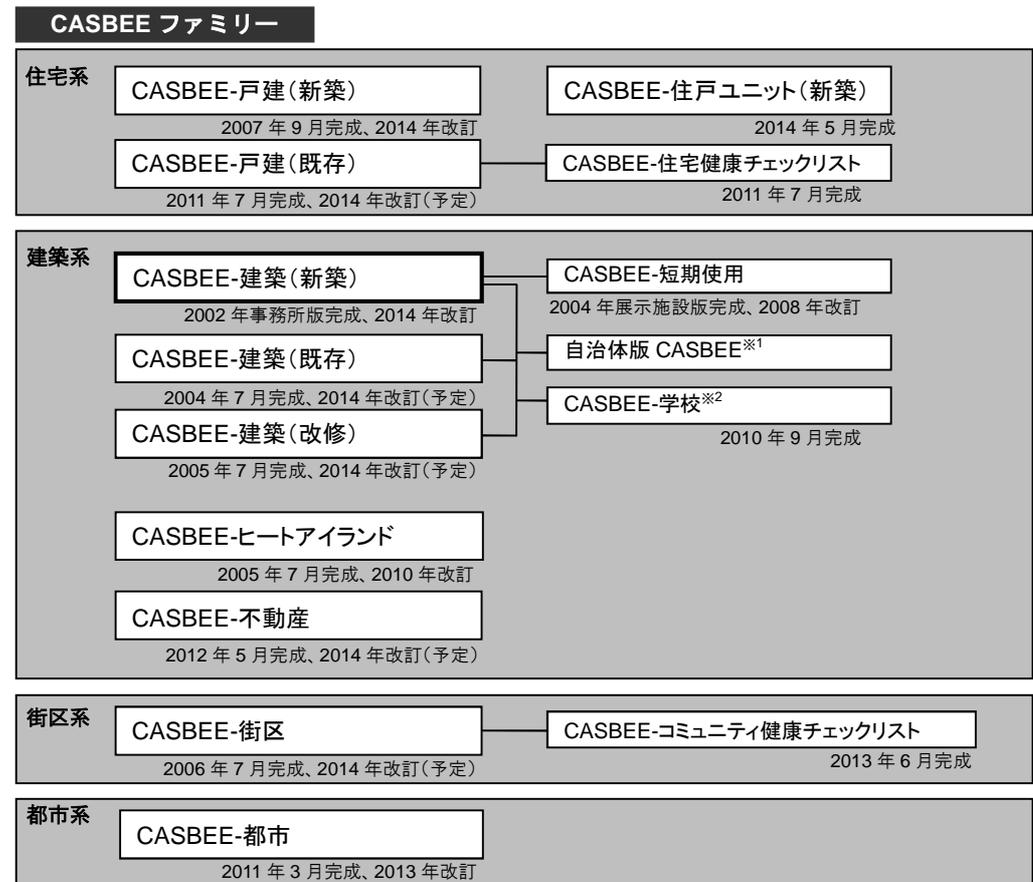 CASBEE ファミリー
住宅系
CASBEE-戸建（新築）
2007 年 9 月完成、2014 年改訂
CASBEE-住戸ユニット（新築）
2014 年 5 月完成
CASBEE-戸建（既存）
2011 年 7 月完成、2014 年改訂（予定）
CASBEE-住宅健康チェックリスト
2011 年 7 月完成
建築系
CASBEE-建築（新築）
2002 年事務所版完成、2014 年改訂
CASBEE-短期使用
2004 年展示施設版完成、2008 年改訂
CASBEE-建築（既存）
2004 年 7 月完成、2014 年改訂（予定）
自治体版 CASBEE※1
CASBEE-建築（改修）
2005 年 7 月完成、2014 年改訂（予定）
CASBEE-学校※2
2010 年 9 月完成
CASBEE-ヒートアイランド
2005 年 7 月完成、2010 年改訂
CASBEE-不動産
2012 年 5 月完成、2014 年改訂（予定）
街区系
CASBEE-街区
2006 年 7 月完成、2014 年改訂（予定）
CASBEE-コミュニティ健康チェックリスト
2013 年 6 月完成
都市系
CASBEE-都市
2011 年 3 月完成、2013 年改訂